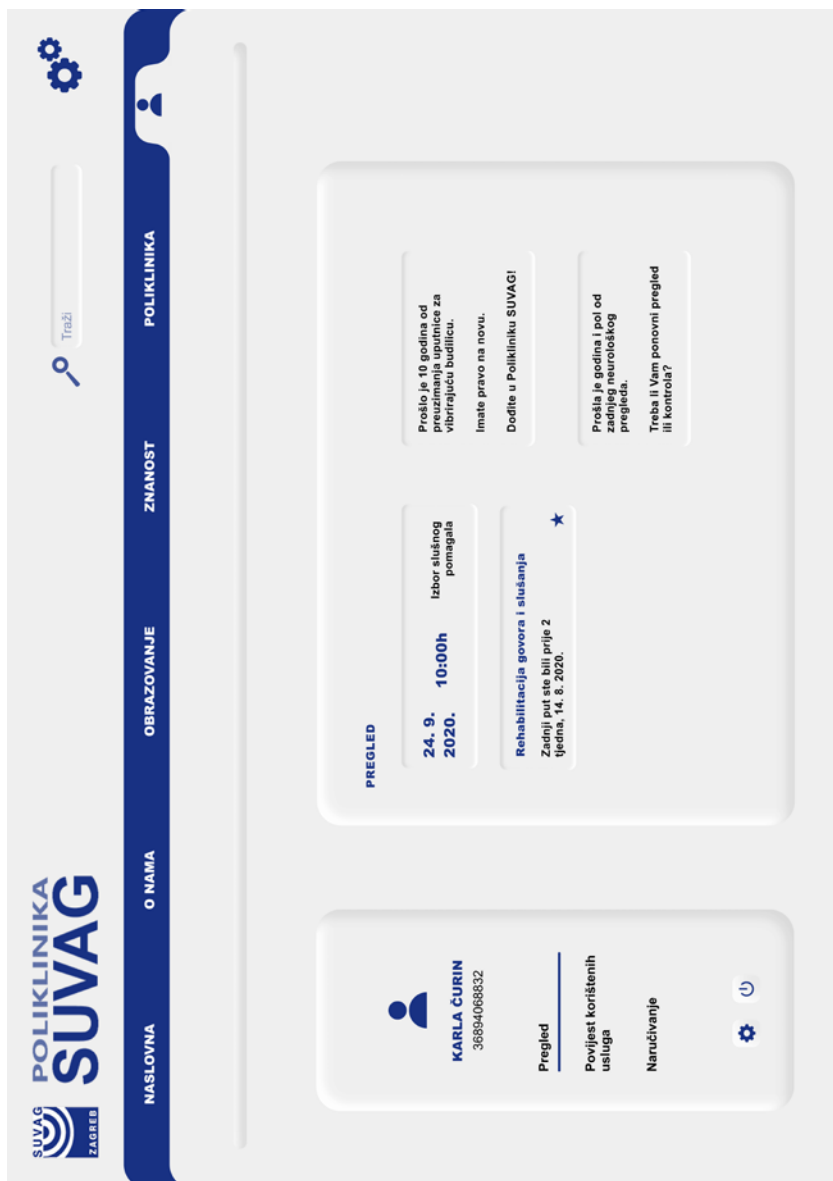 SUVAG
ZAGREB
POLIKLINIKA
SUVAG
Traži
NASLOVNA
O NAMA
OBRAZOVANJE
ZNANOST
POLIKLINIKA
KARLA ČURIN
36894068832
Pregled
Povijest korištenih
usluga
Naručivanje
PREGLED
24. 9.
2020.
10:00h
Izbor slušnog
pomagala
Rehabilitacija govora i slušanja
Zadnji put ste bili prije 2
tjedna, 14. 8. 2020.
Prošlo je 10 godina od
preuzimanja uputnice za
vibrirajuću budilicu.
Imate pravo na novu.
Dođite u Polikliniku SUVAG!
Prošla je godina i pol od
zadnjeg neurološkog
pregleda.
Treba li Vam ponovni pregled
ili kontrola?